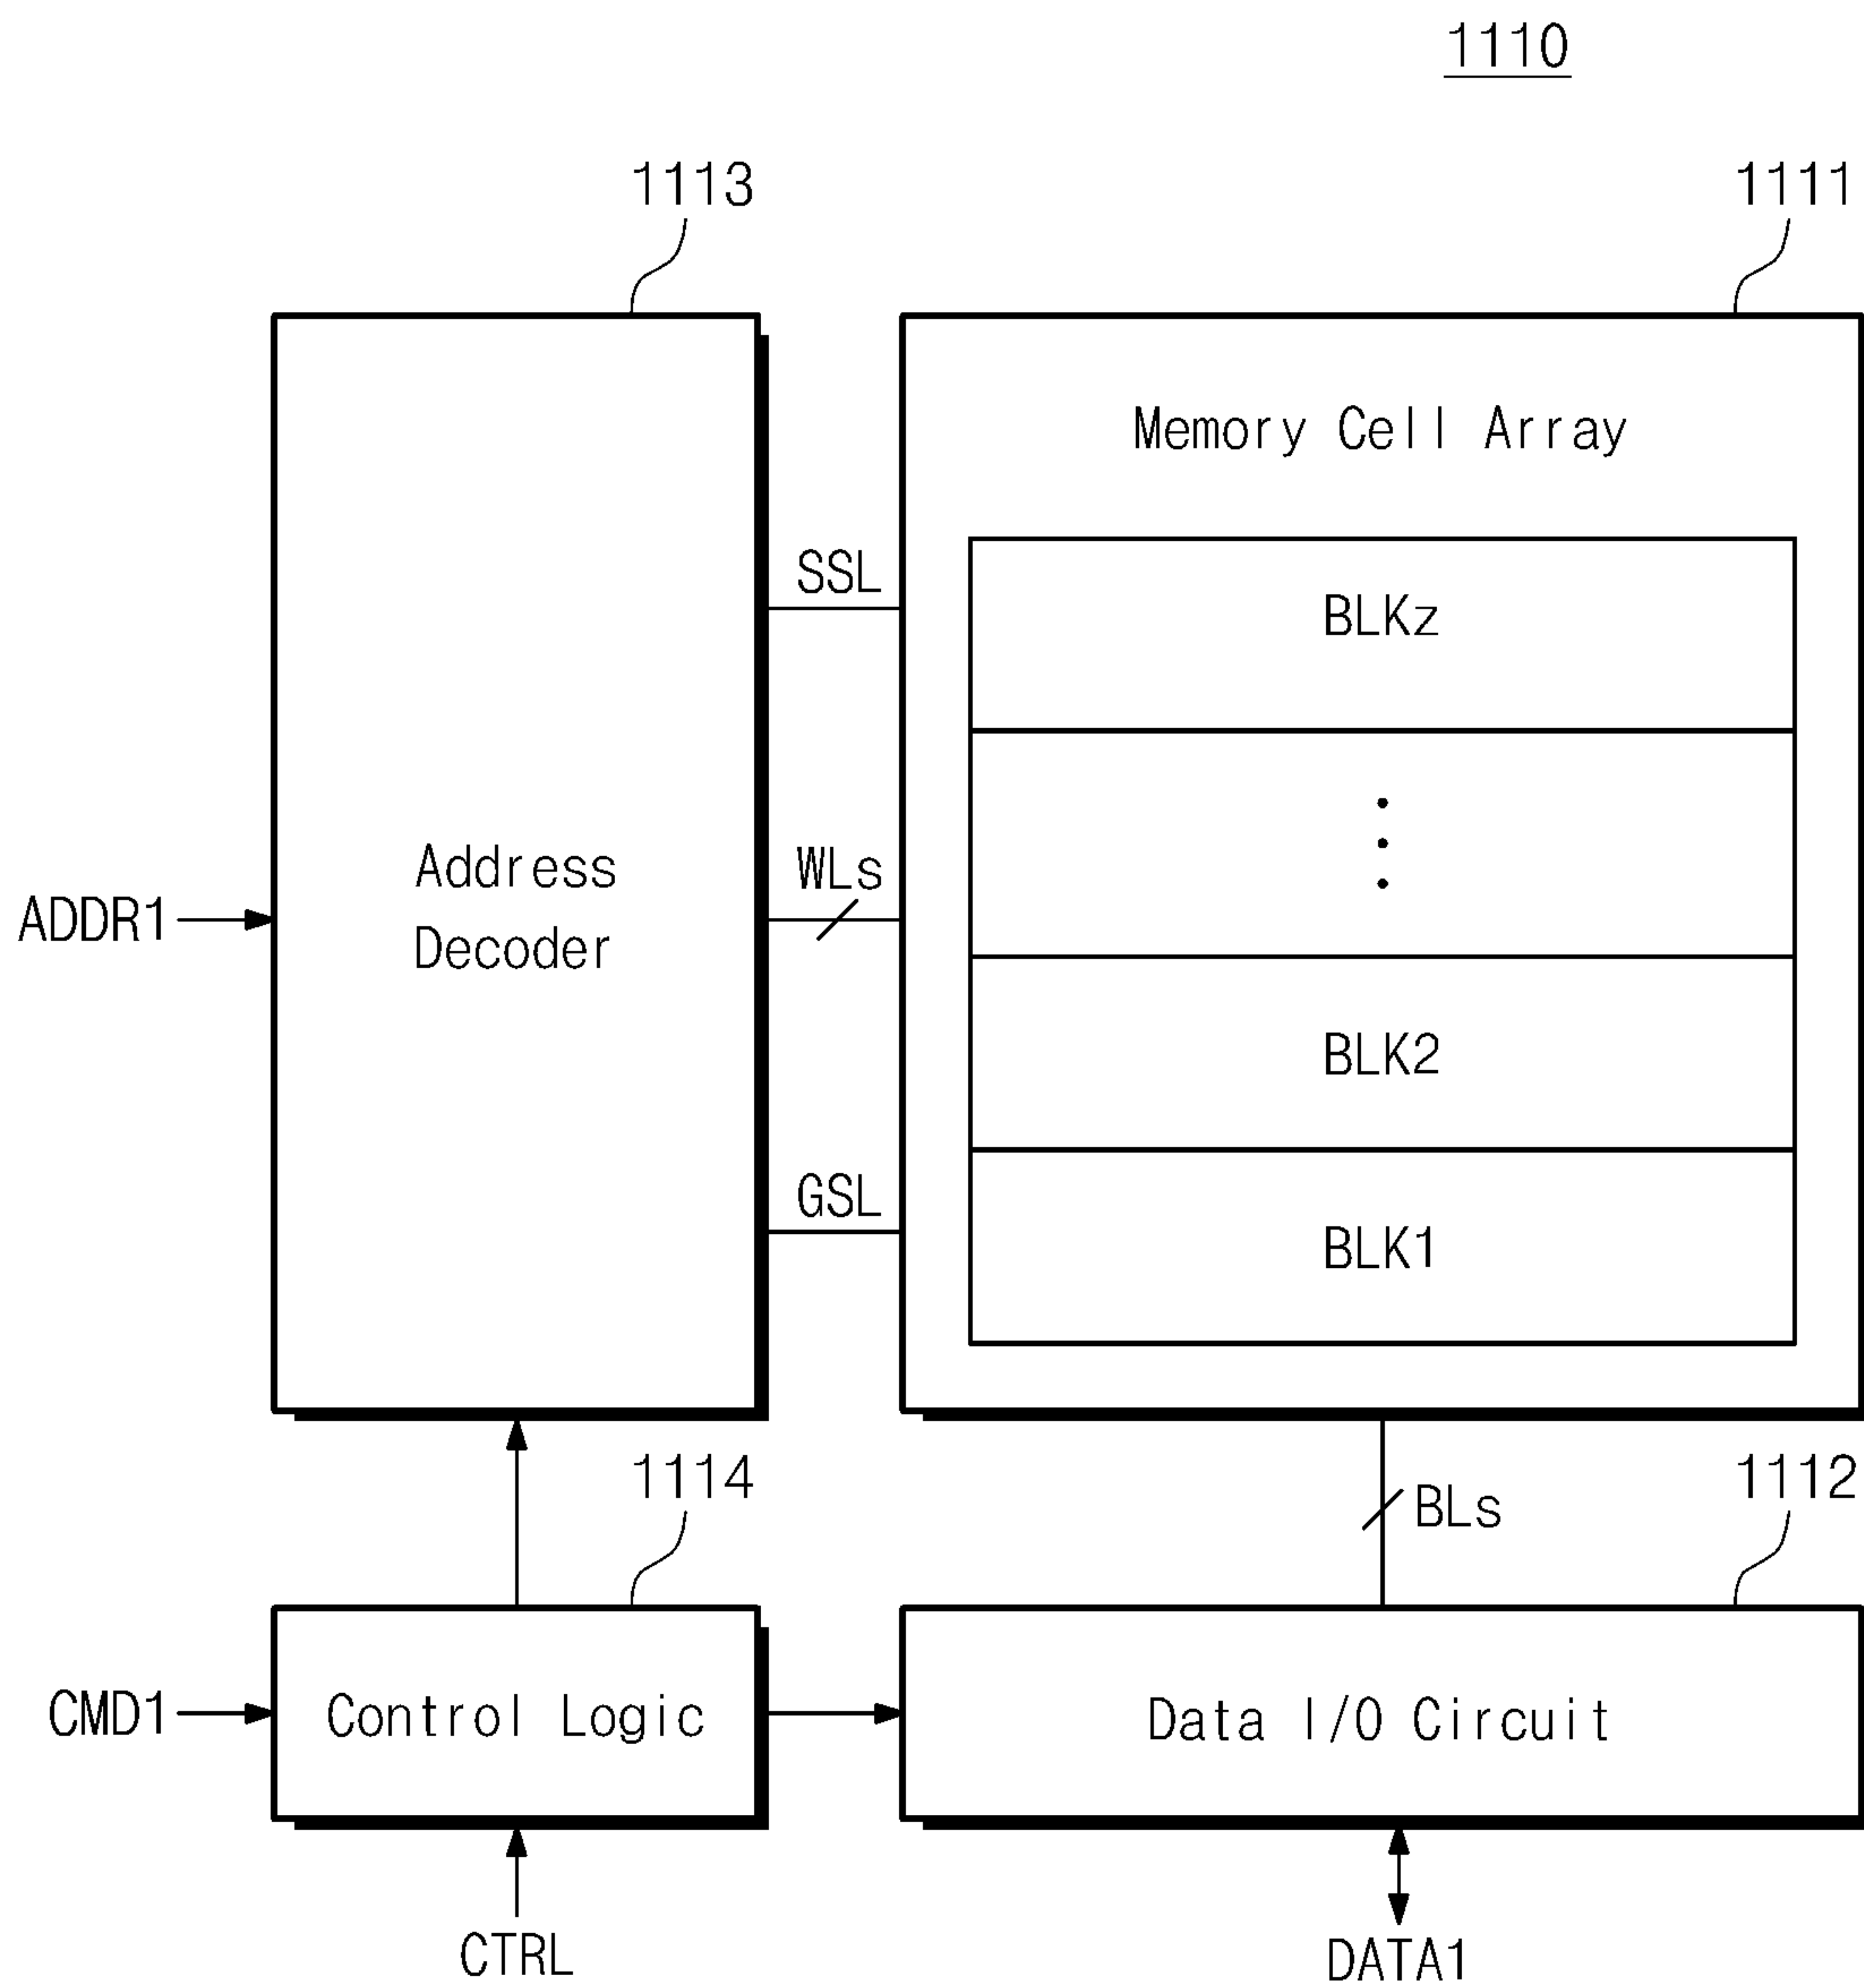 1110
1113
1111
Memory Cell Array
SSL
BLKz
Address
Decoder
WLs
ADDR1
BLK2
GSL
BLK1
1114
1112
BLs
CMD1
Control Logic
Data I/O Circuit
CTRL
DATA1